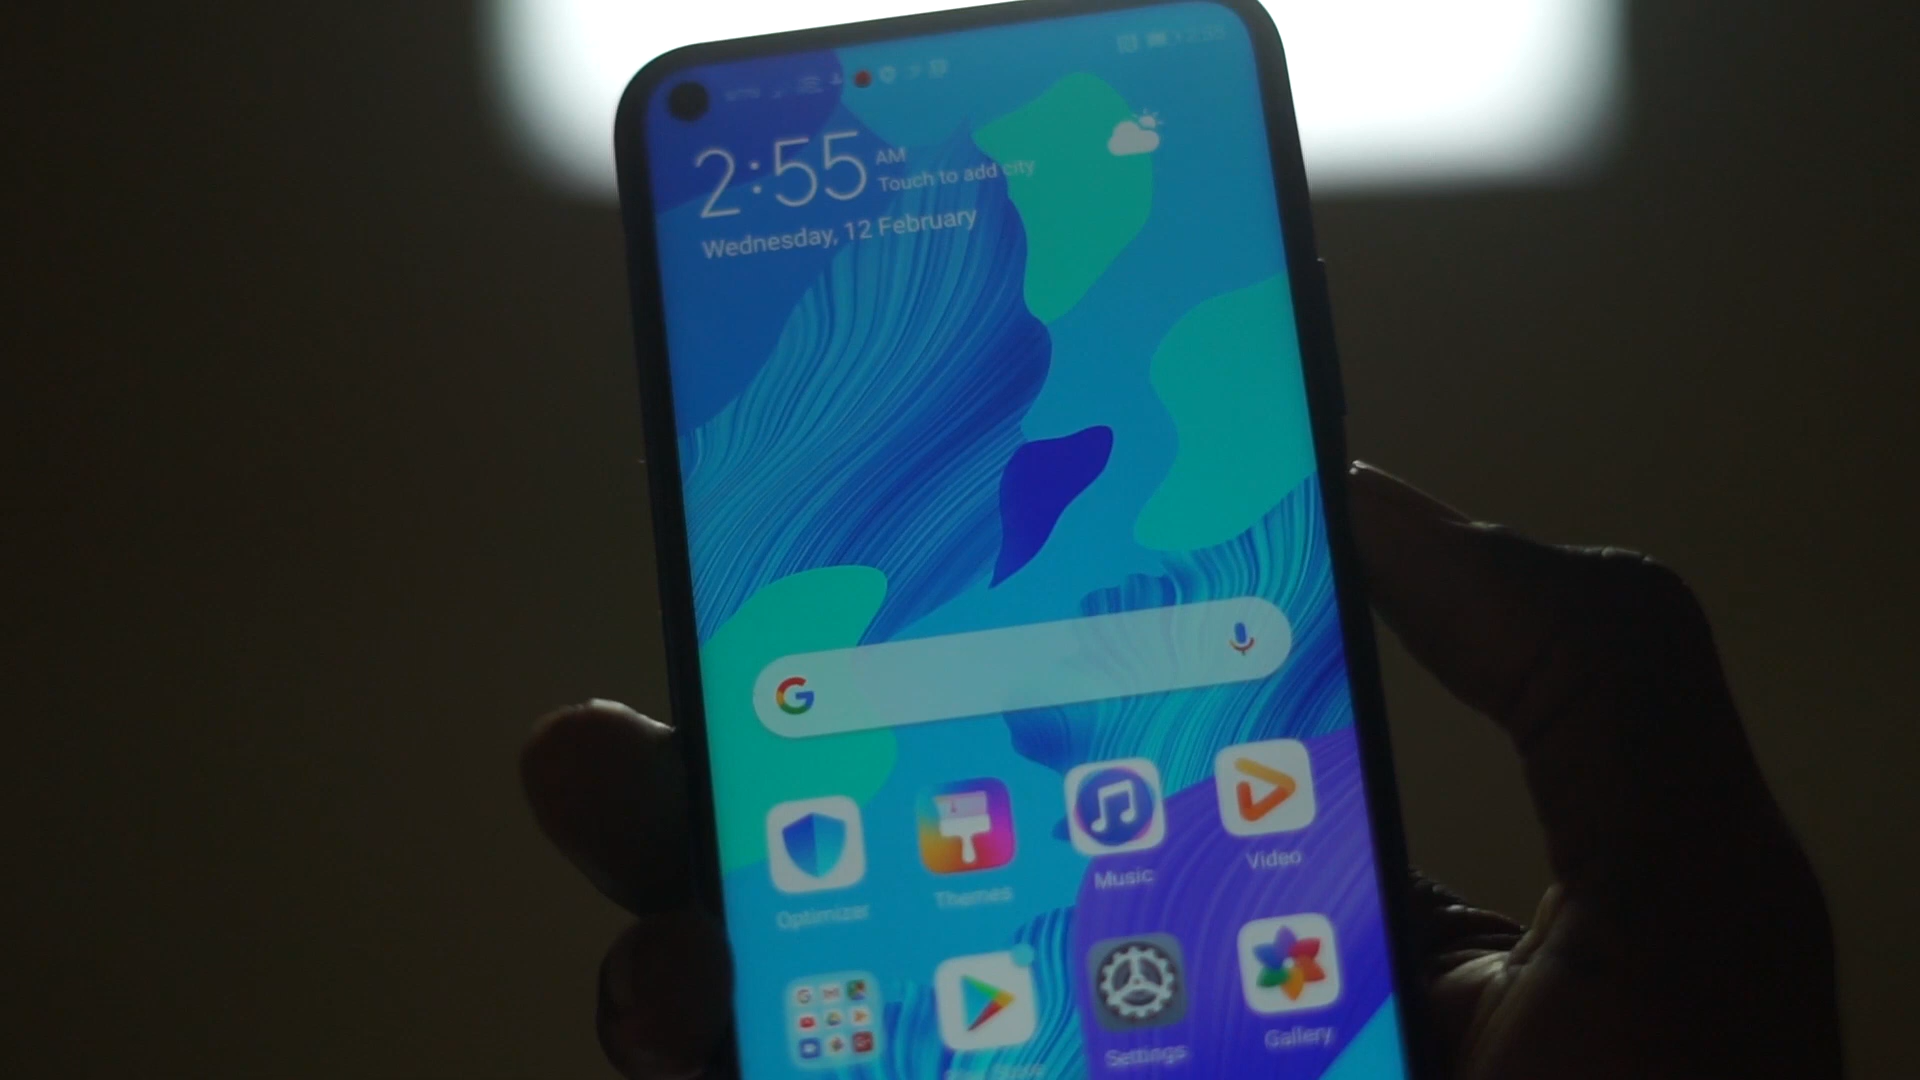 2:55 AM
Touch to add city
Wednesday, 12 February
G
Optimizer
Themes
Music
Video
Settings
Gallery